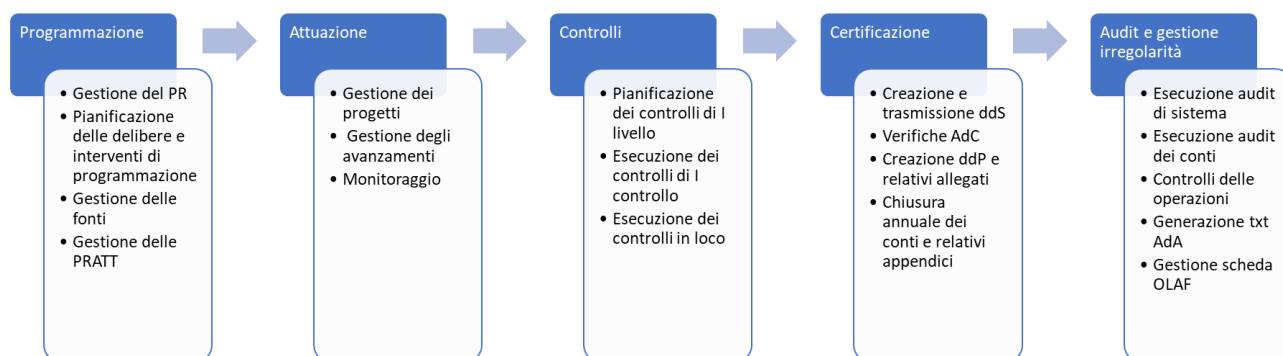 Programmazione
• Gestione del PR
• Pianificazione
delle delibere e
interventi di
programmazione
• Gestione delle
fonti
• Gestione delle
PRATT
Attuazione
• Gestione dei
progetti
• Gestione degli
avanzamenti
• Monitoraggio
Controlli
• Pianificazione
dei controlli di I
livello
• Esecuzione dei
controlli di I
controllo
• Esecuzione dei
controlli in loco
Certificazione
• Creazione e
trasmissione ddS
• Verifiche AdC
• Creazione ddP e
relativi allegati
• Chiusura
annuale dei
conti e relativi
appendici
Audit e gestione
irregolarità
• Esecuzione audit
di sistema
• Esecuzione audit
dei conti
• Controlli delle
operazioni
• Generazione txt
AdA
• Gestione scheda
OLAF